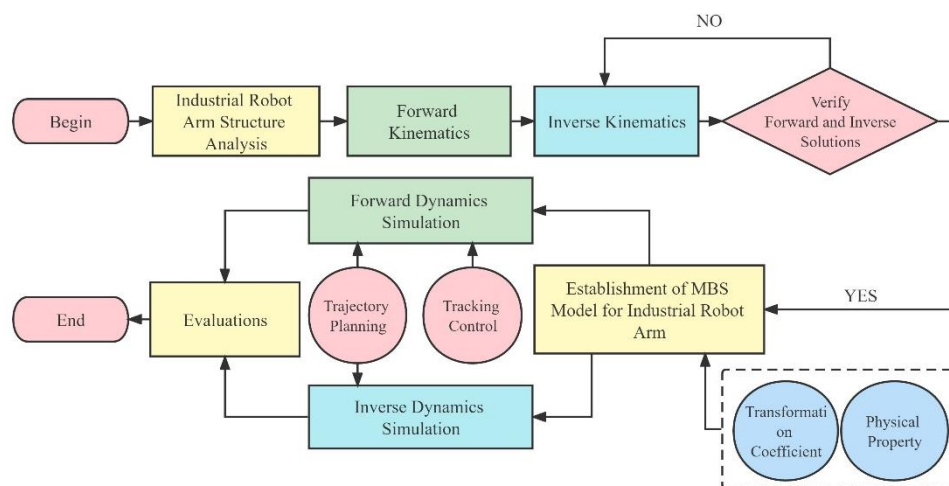 NO
Begin
Industrial Robot
Arm Structure
Analysis
Forward
Kinematics
Inverse Kinematics
Verify
Forward and Inverse
Solutions
Forward Dynamics
Simulation
End
Evaluations
Trajectory
Planning
Tracking
Control
Establishment of MBS
Model for Industrial Robot
Arm
YES
Inverse Dynamics
Simulation
Transformati
on
Coefficient
Physical
Property